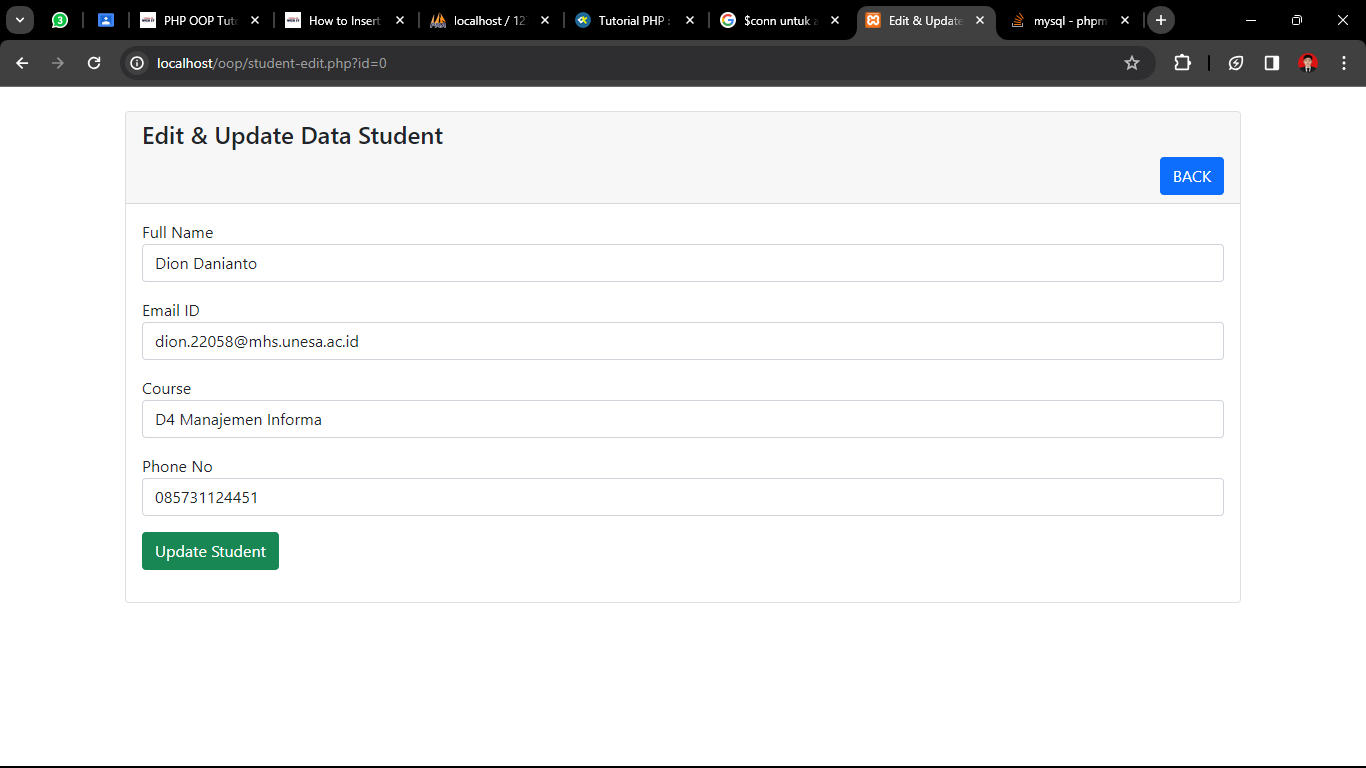 3
PHP OOP Tut
How to Insert
localhost / 12
Tutorial PHP :
$conn untuk a
Edit & Update
mysql - phpm
localhost/oop/student-edit.php?id=0
Edit & Update Data Student
BACK
Full Name
Dion Danianto
Email ID
dion.22058@mhs.unesa.ac.id
Course
D4 Manajemen Informa
Phone No
085731124451
Update Student